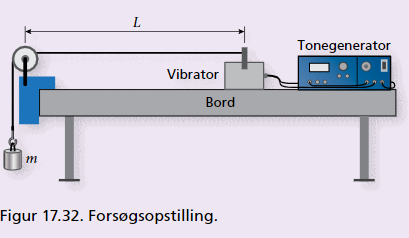 L
Tonegenerator
Vibrator
Bord
m
Figur 17.32. Forsøgsopstilling.